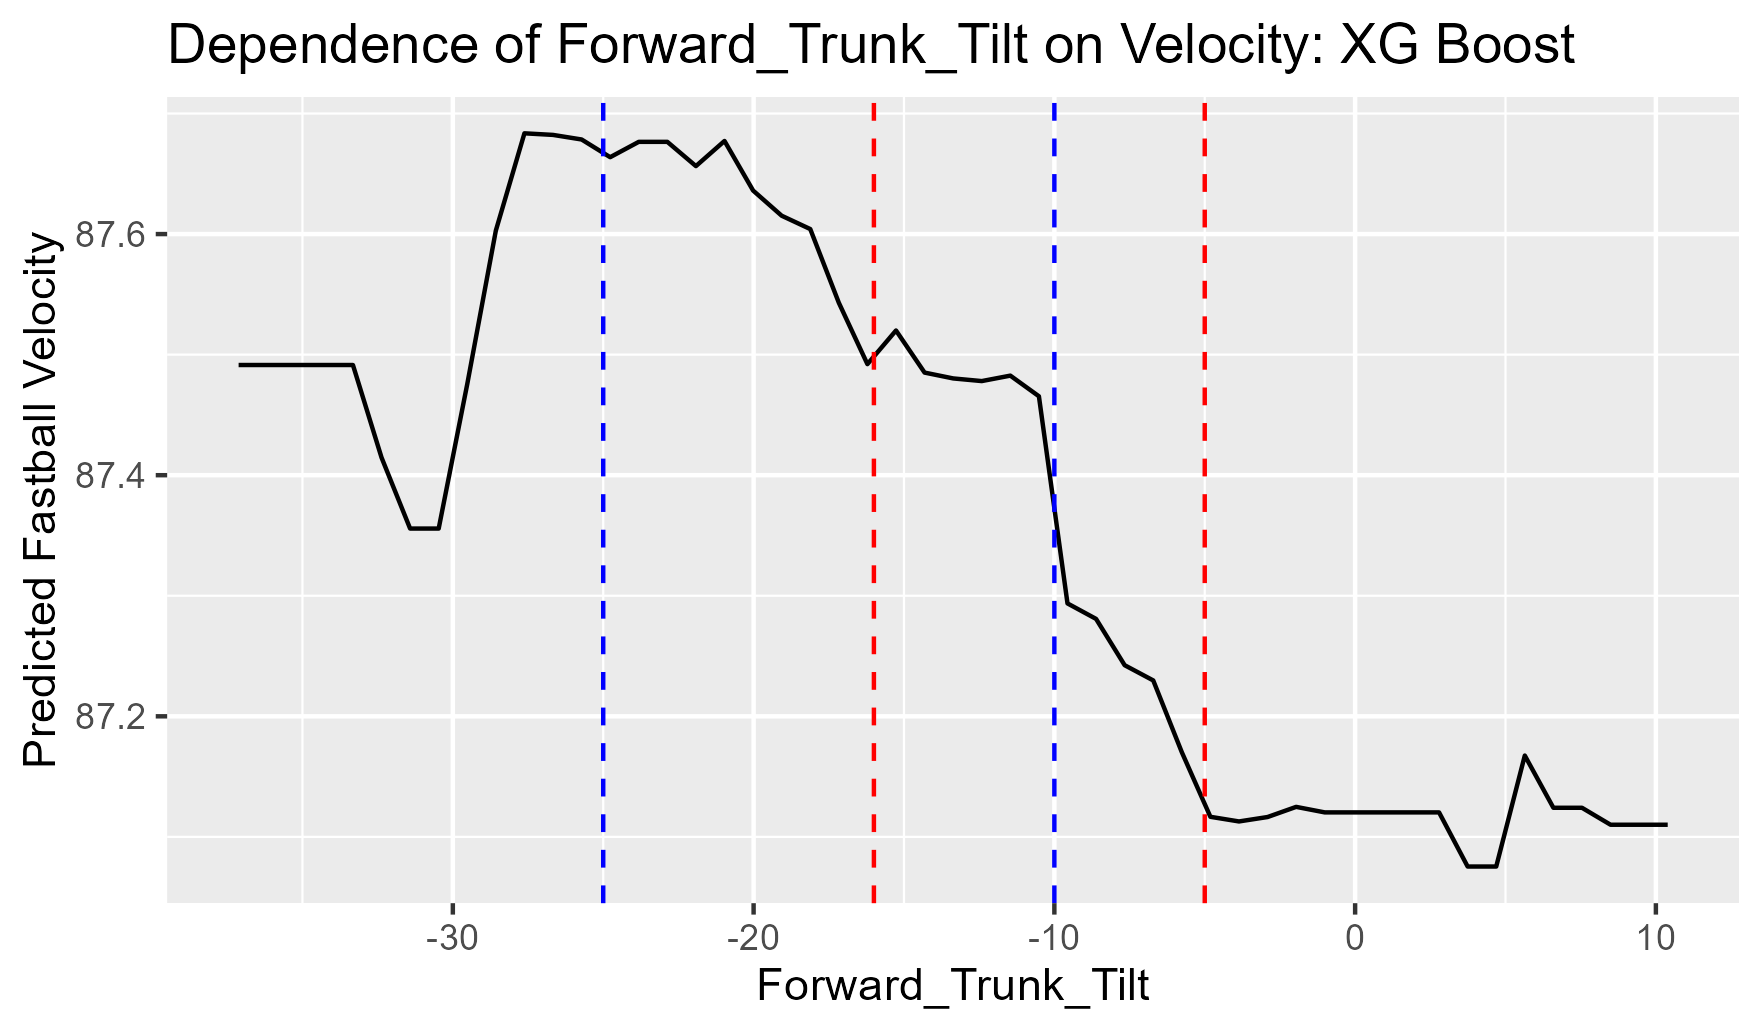 Dependence of Forward_Trunk_Tilt on Velocity: XG Boost
Predicted Fastball Velocity
87.6
87.4
87.2
-30
-20
-10
0
10
Forward_Trunk_Tilt